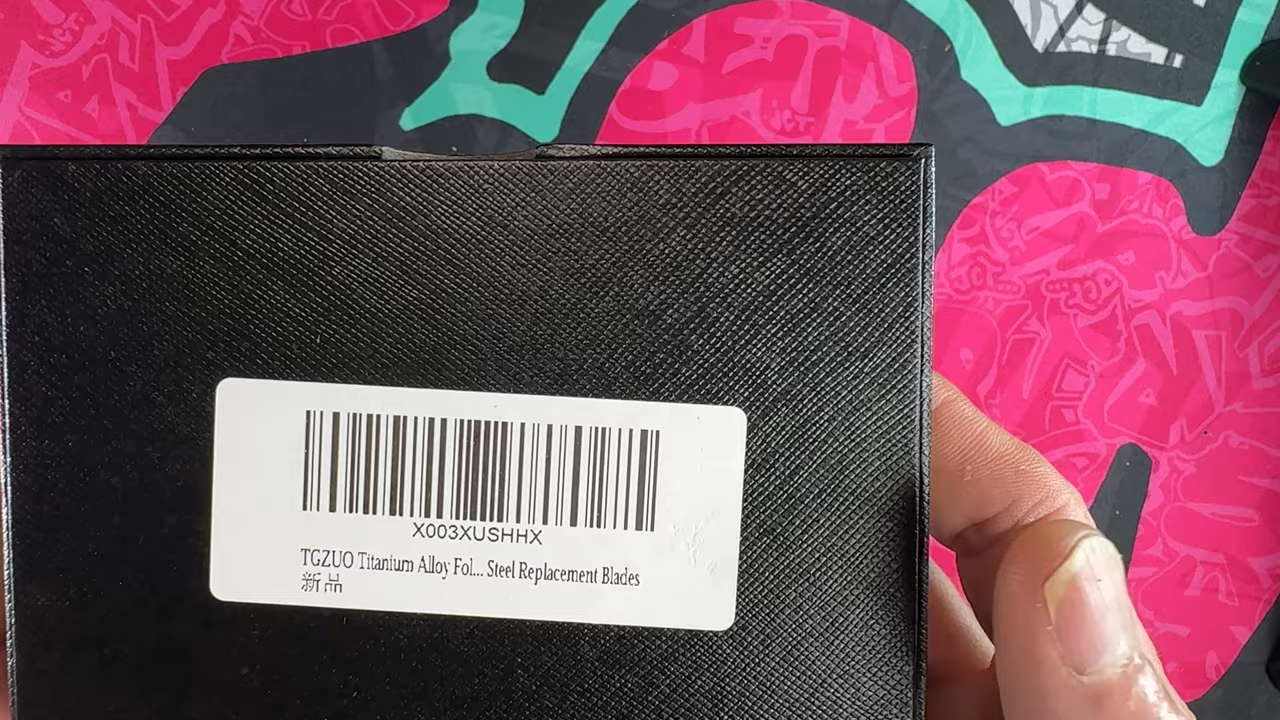 X003XUSHHX
TGZUO Titanium Alloy Fol... Steel Replacement Blades
新品